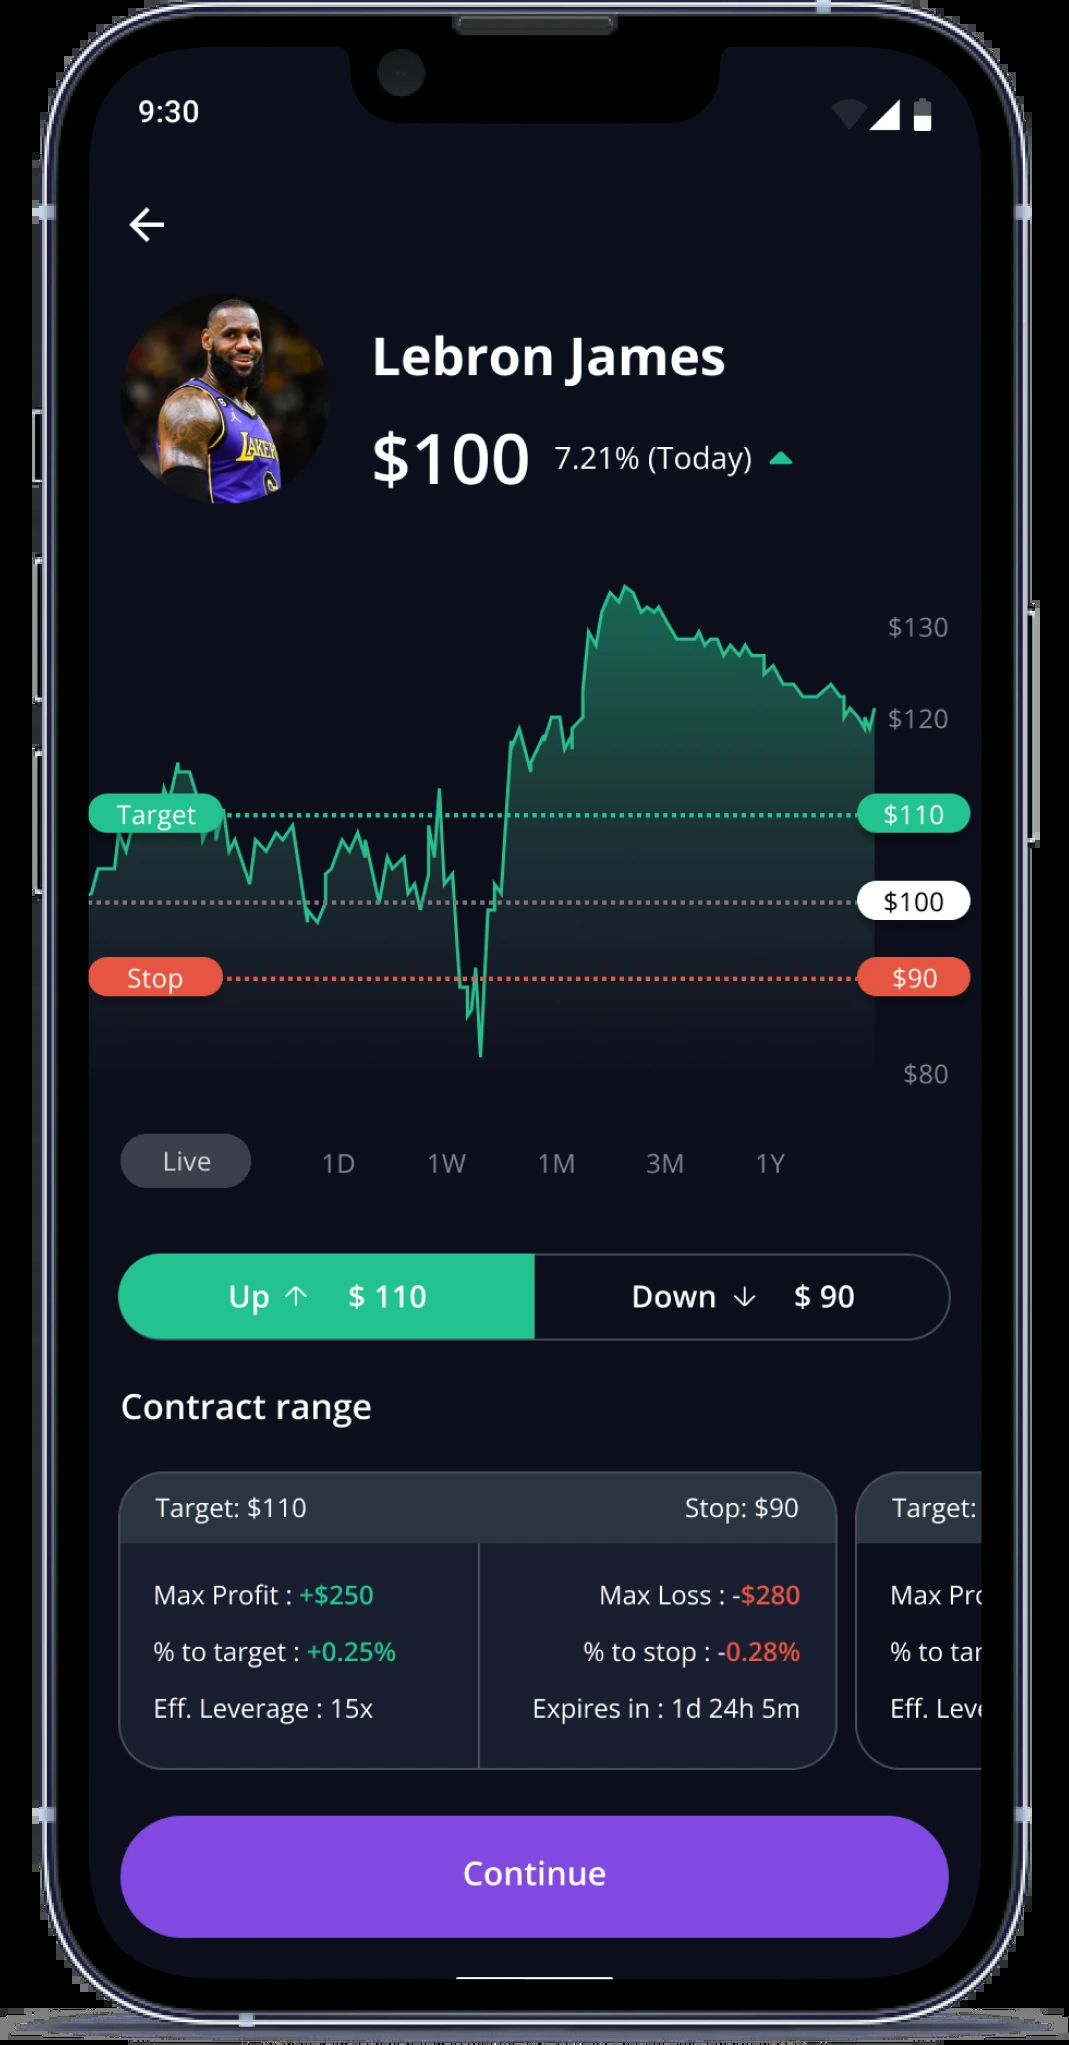 9:30
Lebron James
$100 7.21% (Today)
$130
$120
Target $110
$100
Stop $90
$80
Live 1D 1W 1M 3M 1Y
Up ↑ $ 110 Down ↓ $ 90
Contract range
Target: $110 Stop: $90 Target:
Max Profit : +$250 Max Loss : -$280 Max Pro
% to target : +0.25% % to stop : -0.28% % to tar
Eff. Leverage : 15x Expires in : 1d 24h 5m Eff. Leve
Continue